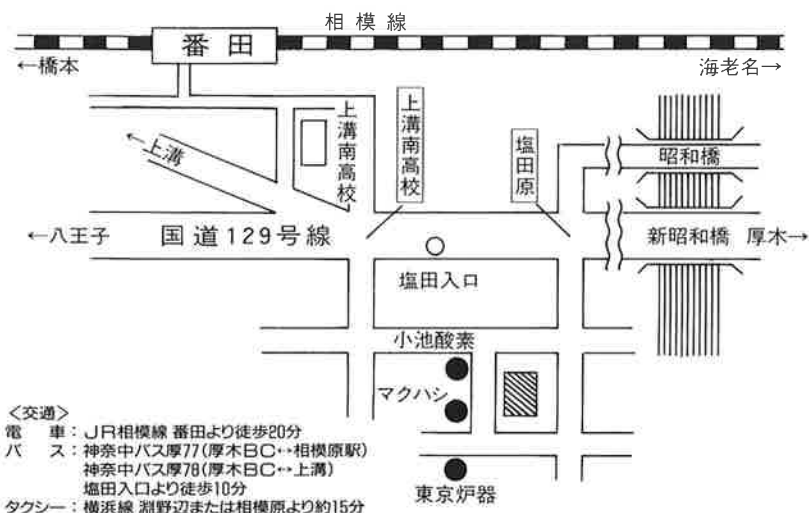 相模線
番田
←橋本
海老名→
上溝南高校
上溝南高校
塩田原
←上溝
昭和橋
←八王子
国道129号線
新昭和橋
厚木→
塩田入口
小池酸素
マクハシ
東京炉器
<交通>
電　車：JR相模線 番田より徒歩20分
バ　ス：神奈中バス厚77(厚木BC↔相模原駅)
神奈中バス厚78(厚木BC↔上溝)
塩田入口より徒歩10分
タクシー：横浜線 淵野辺または相模原より約15分